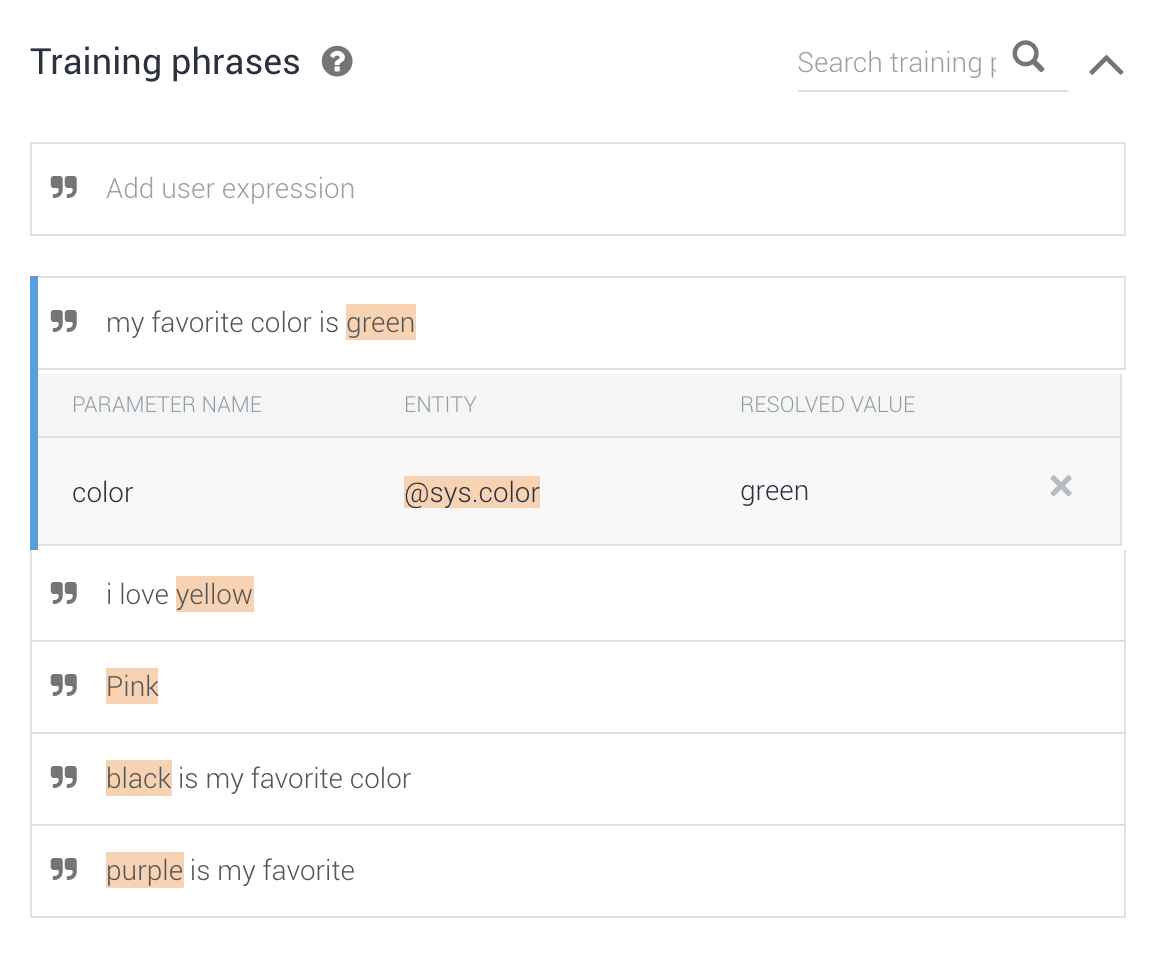 Training phrases ?
Search training p
Add user expression
my favorite color is green
PARAMETER NAME ENTITY RESOLVED VALUE
color @sys.color green
i love yellow
Pink
black is my favorite color
purple is my favorite